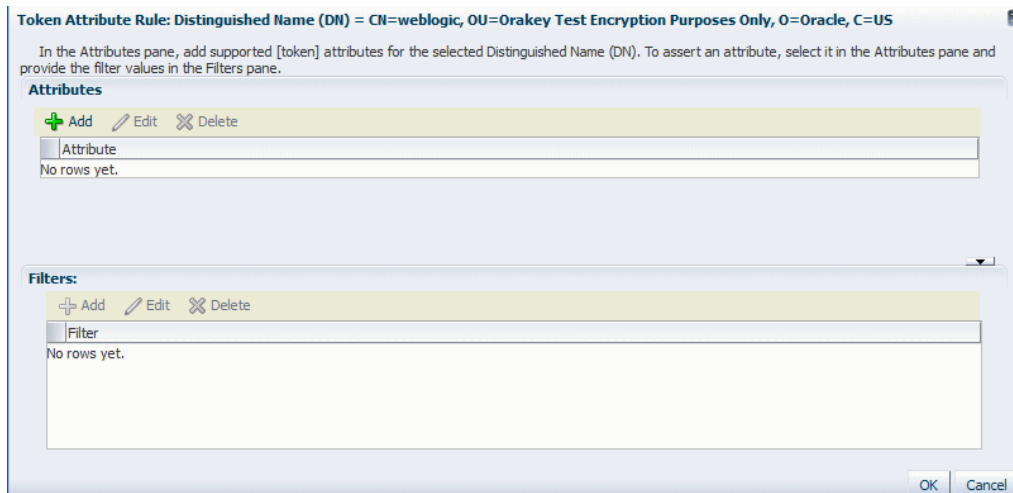 Token Attribute Rule: Distinguished Name (DN) = CN=weblogic, OU=Orakey Test Encryption Purposes Only, O=Oracle, C=US
In the Attributes pane, add supported [token] attributes for the selected Distinguished Name (DN). To assert an attribute, select it in the Attributes pane and
provide the filter values in the Filters pane.
Attributes
Add Edit Delete
Attribute
No rows yet.
Filters:
Add Edit Delete
Filter
No rows yet.
OK Cancel